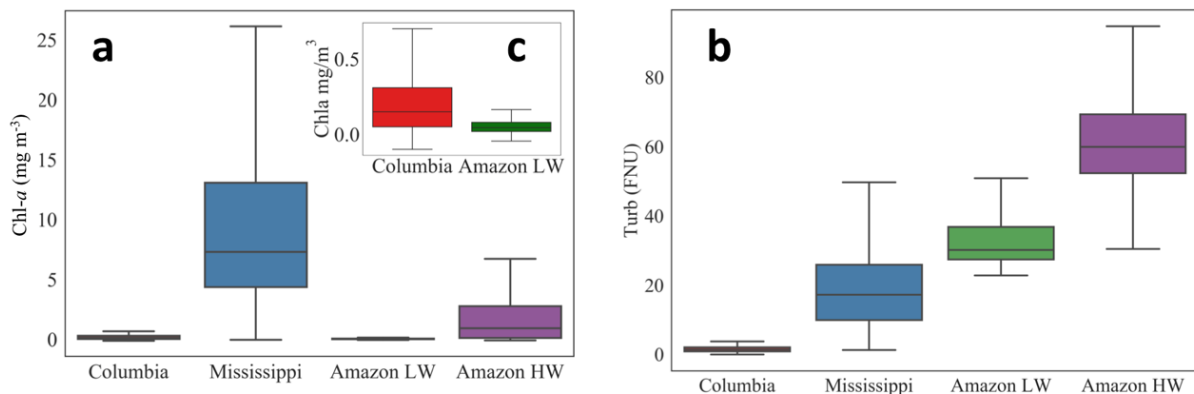 a
Chl-a (mg m-3)
25
20
15
10
5
0
Columbia Mississippi Amazon LW Amazon HW
c
Chla mg/m3
0.5
0.0
Columbia Amazon LW
b
Turb (FNU)
80
60
40
20
0
Columbia Mississippi Amazon LW Amazon HW